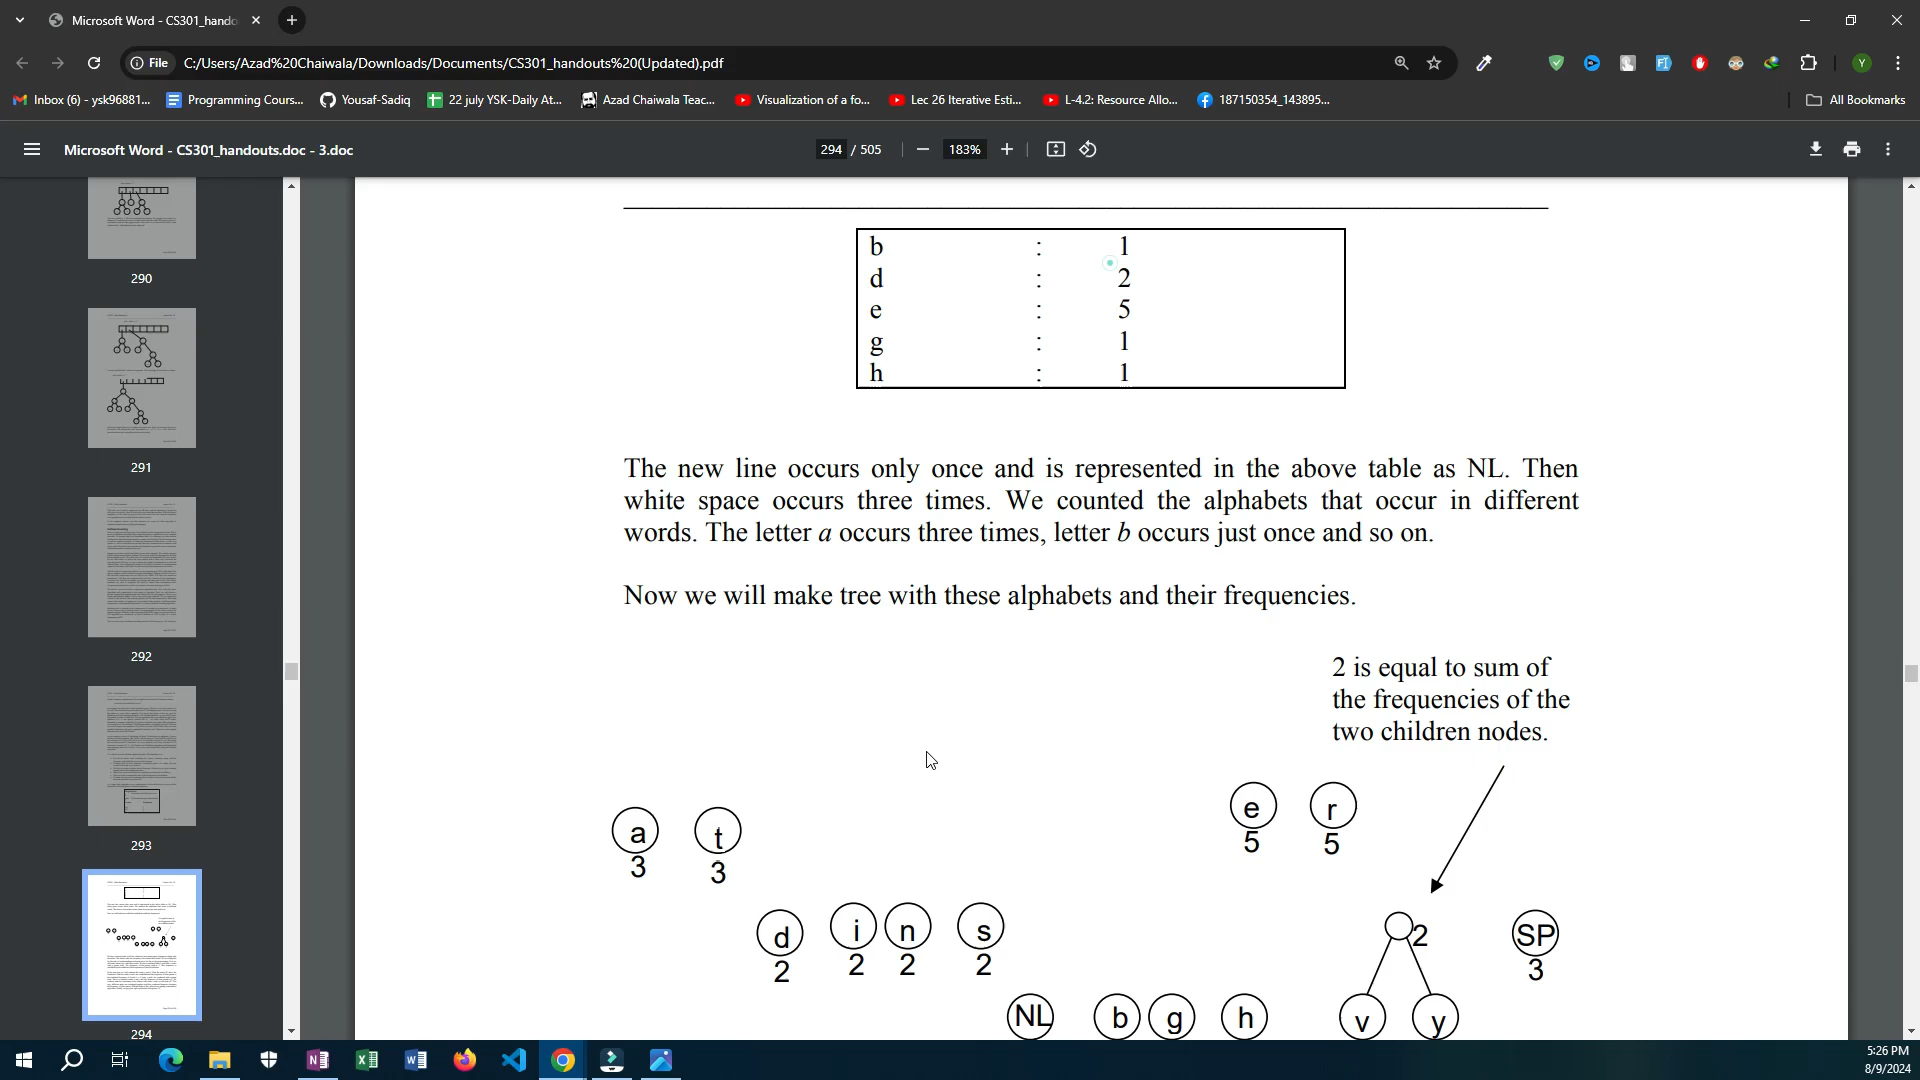 Microsoft Word - CS301_hando
File
C:/Users/Azad%20Chaiwala/Downloads/Documents/CS301_handouts%20(Updated).pdf
Y
Inbox (6) - ysk96881...
Programming Cours...
Yousaf-Sadiq
22 july YSK-Daily At...
Azad Chaiwala Teac...
Visualization of a fo...
Lec 26 Iterative Esti...
L-4.2: Resource Allo...
187150354_143895...
All Bookmarks
Microsoft Word - CS301_handouts.doc - 3.doc
294 / 505
183%
290
291
292
293
294
b : 1
d : 2
e : 5
g : 1
h : 1
The new line occurs only once and is represented in the above table as NL. Then
white space occurs three times. We counted the alphabets that occur in different
words. The letter a occurs three times, letter b occurs just once and so on.
Now we will make tree with these alphabets and their frequencies.
2 is equal to sum of
the frequencies of the
two children nodes.
a t e r
3 3 5 5
d i n s 2 SP
2 2 2 2 3
NL b g h v y
5:26 PM
8/9/2024